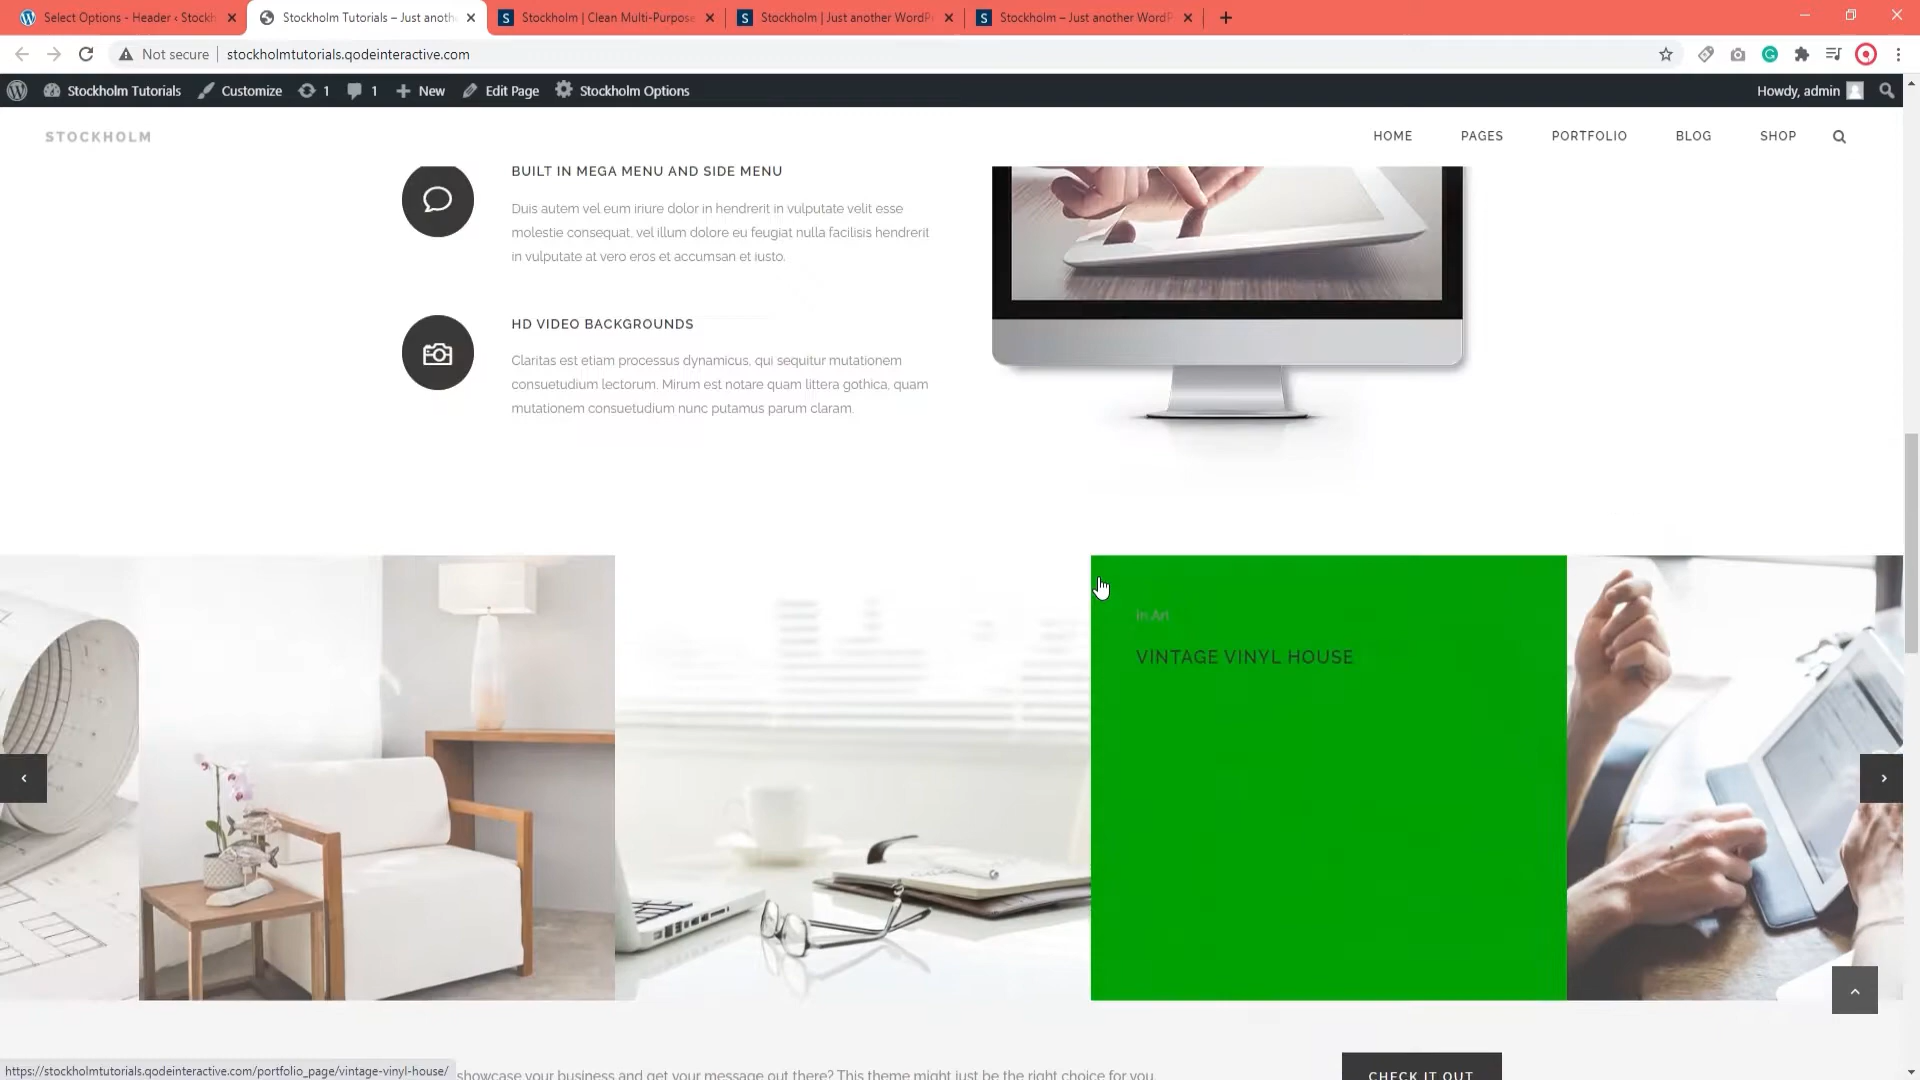 Select Options - Header ‹ Stockh
Stockholm Tutorials – Just anoth
Stockholm | Clean Multi-Purpose
Stockholm | Just another WordPr
Stockholm – Just another WordP
Not secure
stockholmtutorials.qodeinteractive.com
Stockholm Tutorials
Customize
1
1
New
Edit Page
Stockholm Options
Howdy, admin
STOCKHOLM
HOME
PAGES
PORTFOLIO
BLOG
SHOP
BUILT IN MEGA MENU AND SIDE MENU
Duis autem vel eum iriure dolor in hendrerit in vulputate velit esse
molestie consequat, vel illum dolore eu feugiat nulla facilisis hendrerit
in vulputate at vero eros et accumsan et iusto.
HD VIDEO BACKGROUNDS
Claritas est etiam processus dynamicus, qui sequitur mutationem
consuetudium lectorum. Mirum est notare quam littera gothica, quam
mutationem consuetudium nunc putamus parum claram.
In Art
VINTAGE VINYL HOUSE
https://stockholmtutorials.qodeinteractive.com/portfolio_page/vintage-vinyl-house/
showcase your business and get your message out there? This theme might just be the right choice for you.
CHECK IT OUT